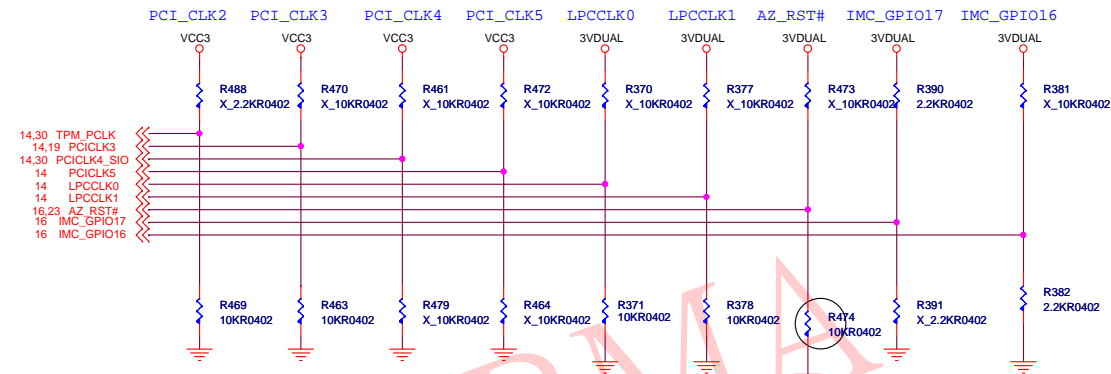 PCI_CLK2 PCI_CLK3 PCI_CLK4 PCI_CLK5 LPCCLK0 LPCCLK1 AZ_RST# IMC_GPIO17 IMC_GPIO16
VCC3 VCC3 VCC3 VCC3 3VDUAL 3VDUAL 3VDUAL 3VDUAL 3VDUAL
R488 R470 R461 R472 R370 R377 R473 R390 R381
X_2.2KR0402 X_10KR0402 X_10KR0402 X_10KR0402 X_10KR0402 X_10KR0402 X_10KR0402 2.2KR0402 X_10KR0402
14,30 TPM_PCLK
14,19 PCICLK3
14,30 PCICLK4_SIO
14 PCICLK5
14 LPCCLK0
14 LPCCLK1
16,23 AZ_RST#
16 IMC_GPIO17
16 IMC_GPIO16
R469 R463 R479 R464 R371 R378 R474 R391 R382
10KR0402 10KR0402 X_10KR0402 X_10KR0402 10KR0402 10KR0402 10KR0402 X_2.2KR0402 2.2KR0402